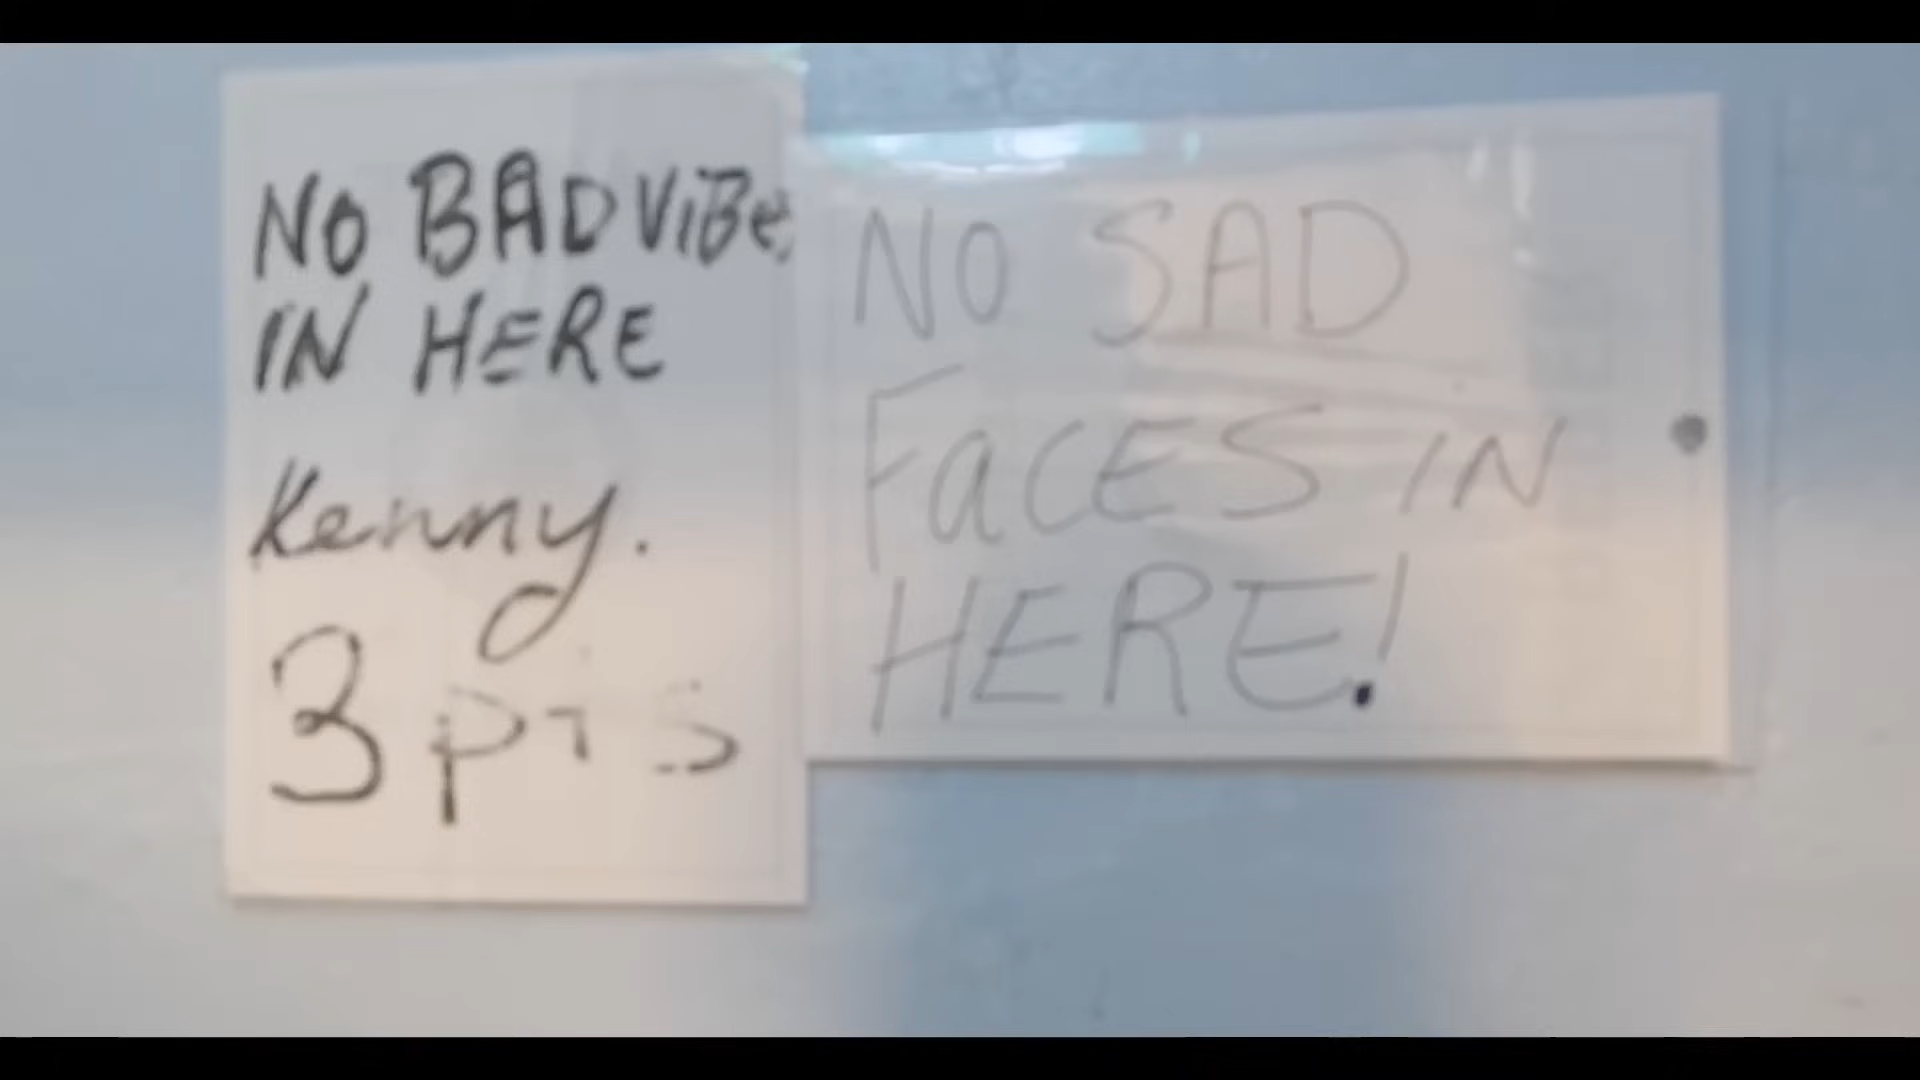 NO BAD ViBes
IN HERE
Kenny.
3 pTS
NO SAD
FaCES iN
HERE!